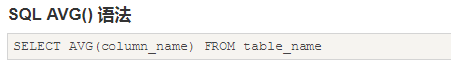 SQL AVG() 语法
SELECT AVG(column_name) FROM table_name